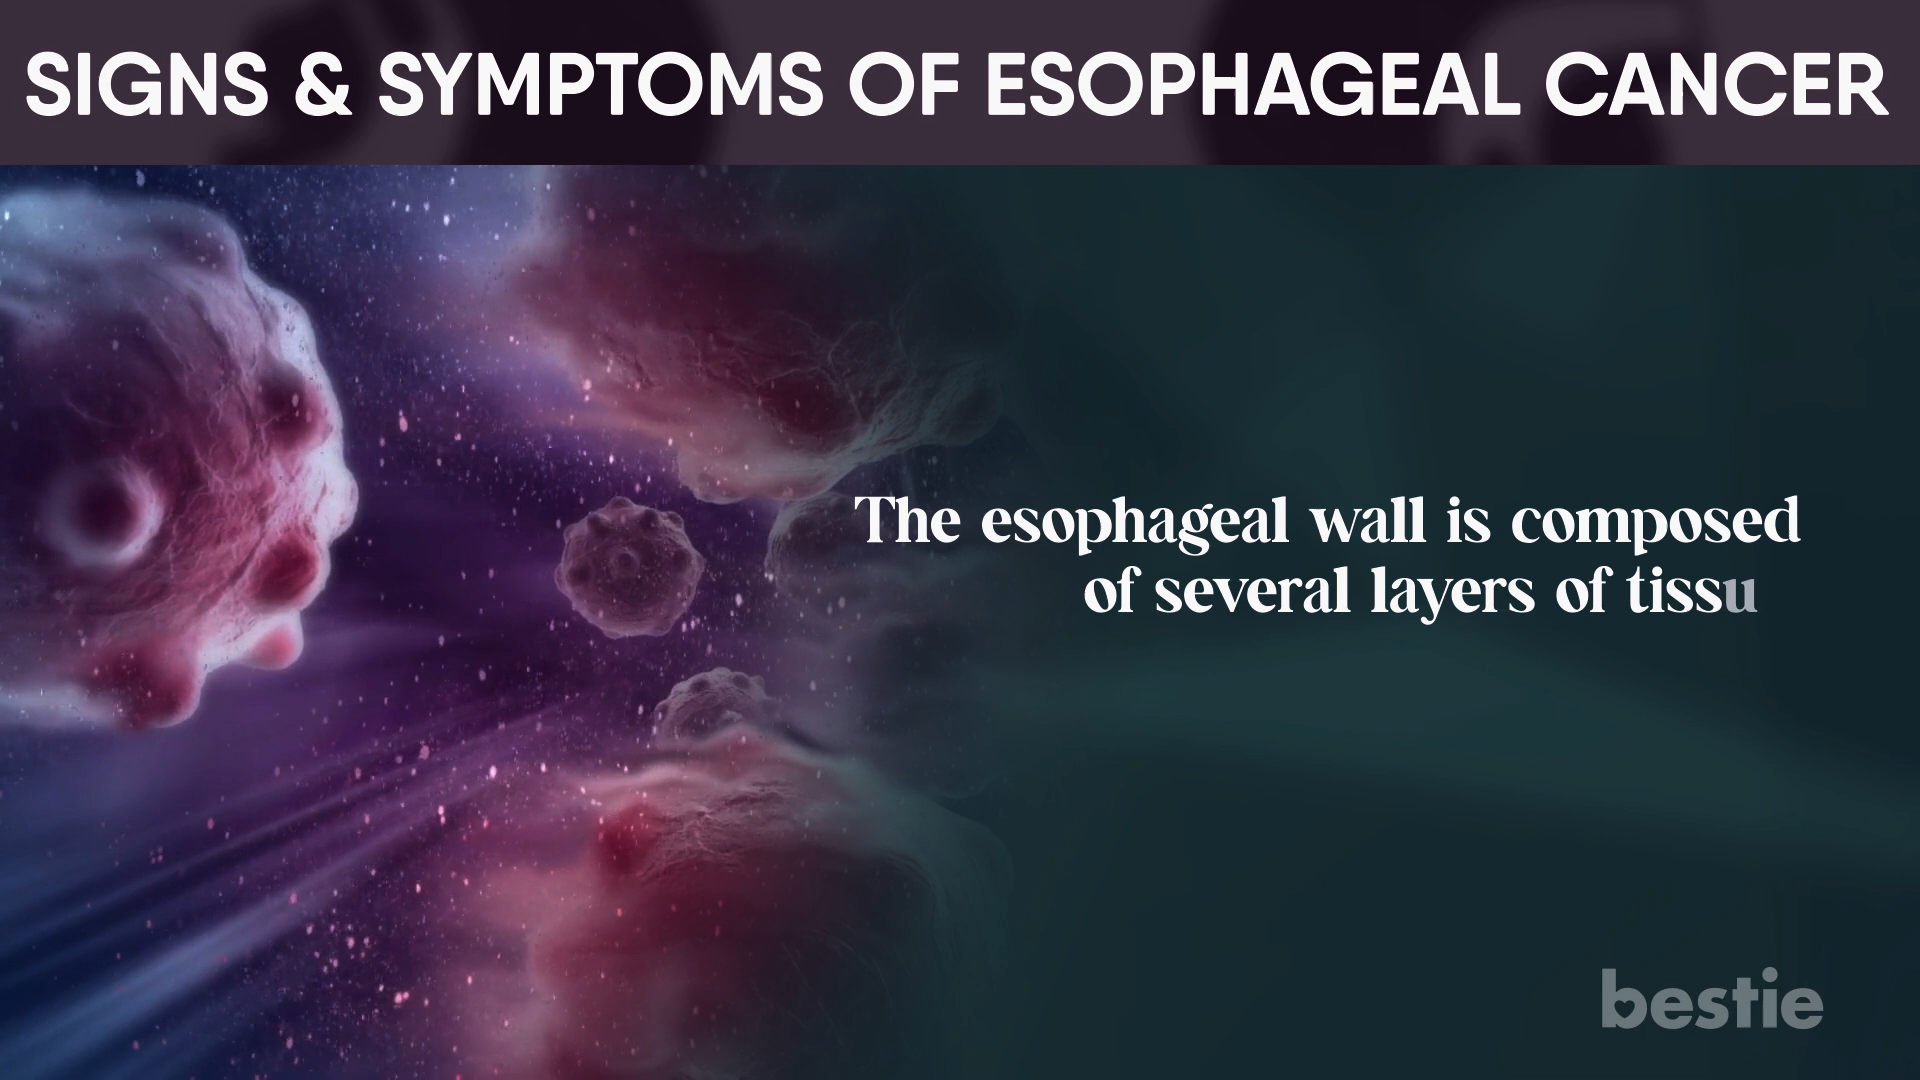 SIGNS & SYMPTOMS OF ESOPHAGEAL CANCER
The esophageal wall is composed
of several layers of tissu
bestie